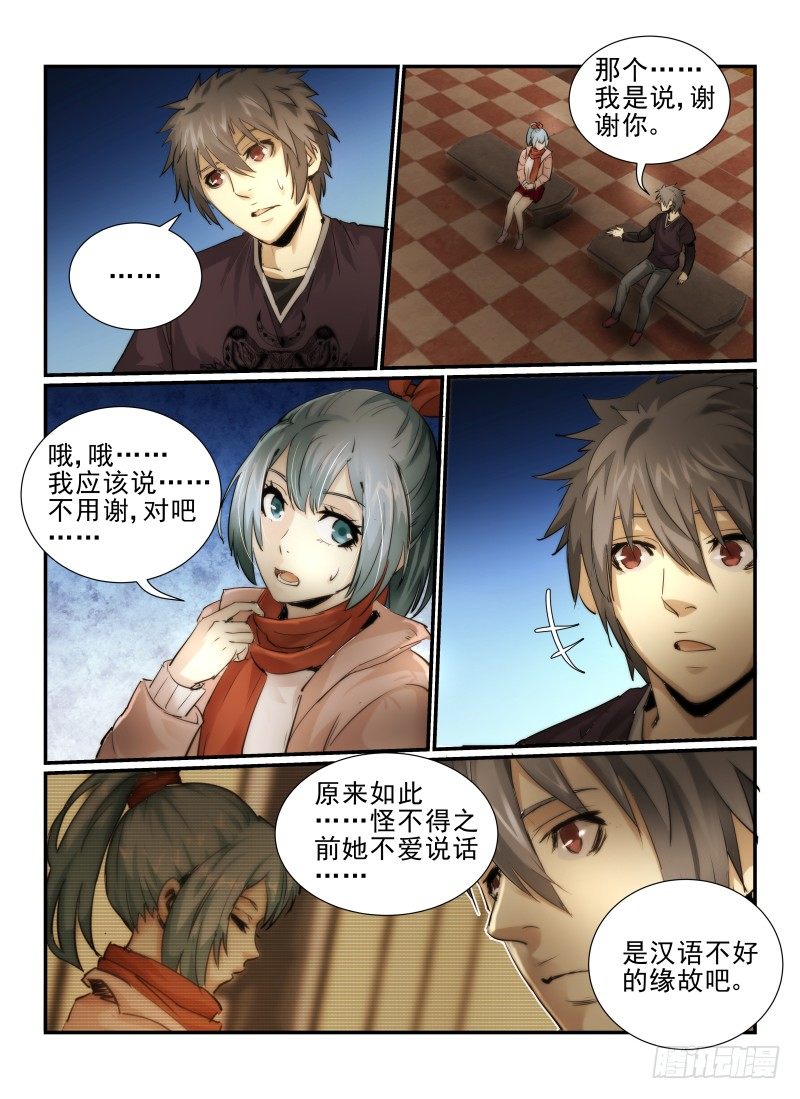 ……
那个……
我是说,谢
谢你。
哦,哦……
我应该说……
不用谢,对吧
……
原来如此
……怪不得之
前她不爱说话
……
是汉语不好
的缘故吧。
腾讯动漫